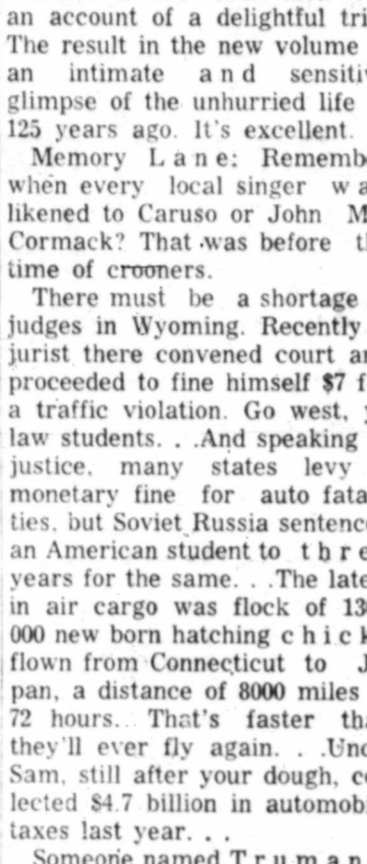 an account of a delightful tri
The result in the new volume
an intimate and sensiti
glimpse of the unhurried life
125 years ago. It's excellent.
Memory Lane: Rememb
when every local singer wa
likened to Caruso or John M
Cormack? That was before t
time of crooners.
There must be a shortage
judges in Wyoming. Recently
jurist there convened court a
proceeded to fine himself $7 f
a traffic violation. Go west, y
law students. . .And speaking
justice, many states levy
monetary fine for auto fata
ties, but Soviet Russia sentenc
an American student to thre
years for the same. . .The late
in air cargo was flock of 13
000 new born hatching chick
flown from Connecticut to J
pan, a distance of 8000 miles
72 hours. . That's faster tha
they'll ever fly again. . .Unc
Sam, still after your dough, c
lected $4.7 billion in automob
taxes last year. . .
Someone named Truman